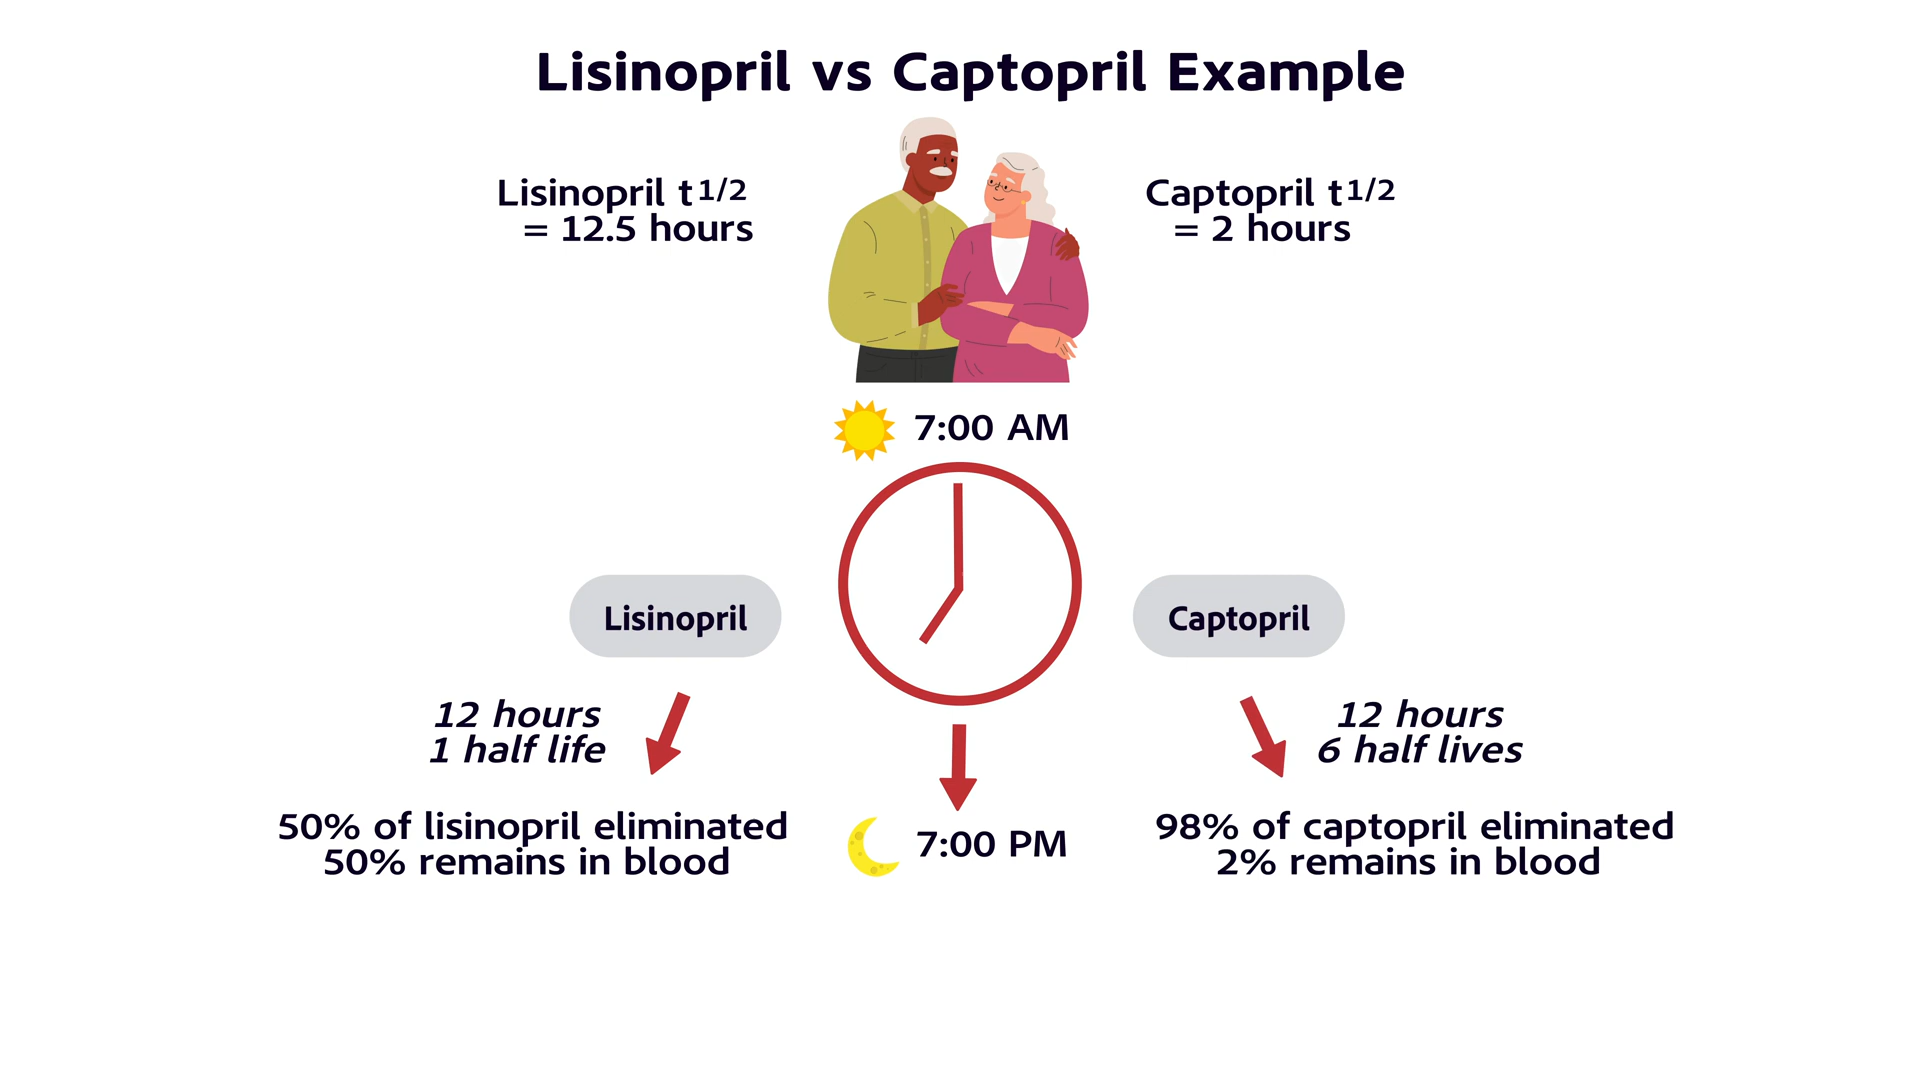 Lisinopril vs Captopril Example
Lisinopril t1/2
= 12.5 hours
Captopril t1/2
= 2 hours
7:00 AM
Lisinopril
Captopril
12 hours
1 half life
12 hours
6 half lives
50% of lisinopril eliminated
50% remains in blood
7:00 PM
98% of captopril eliminated
2% remains in blood